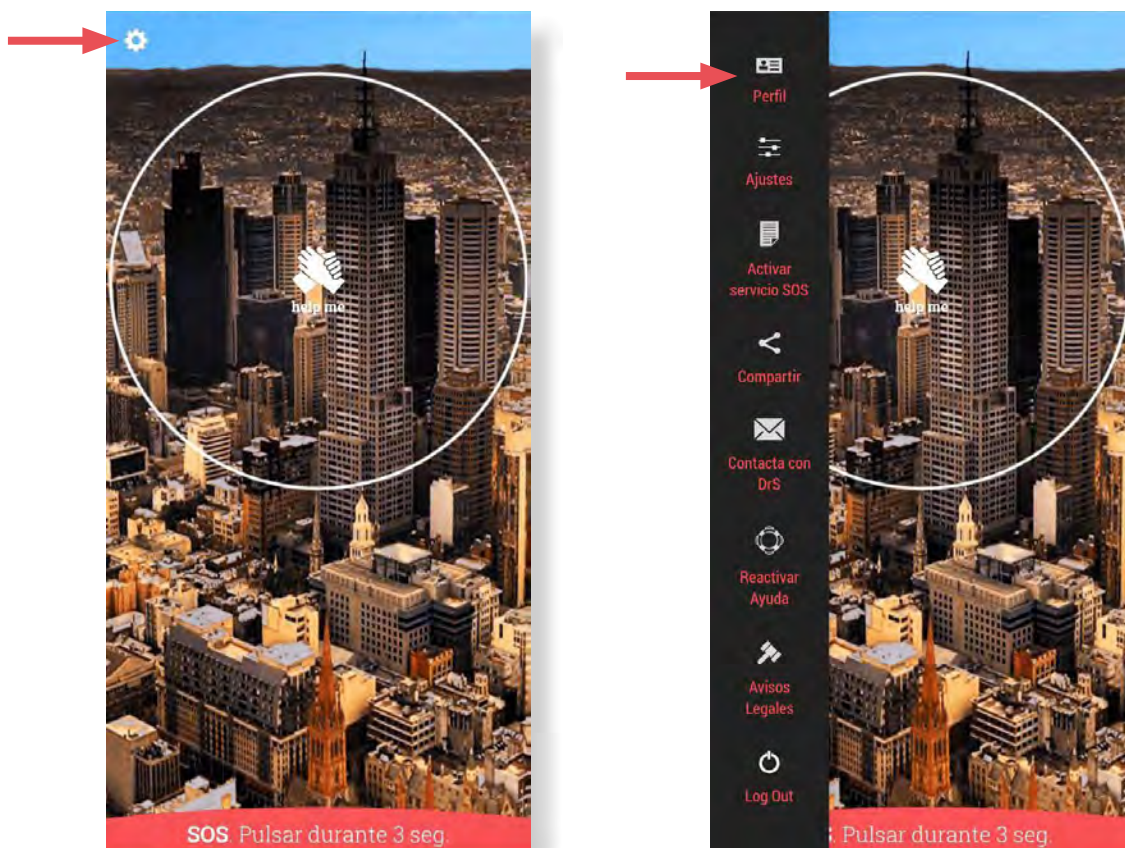 help me
SOS. Pulsar durante 3 seg.
Perfil
Ajustes
Activar
servicio SOS
Compartir
Contacta con
DrS
Reactivar
Ayuda
Avisos
Legales
Log Out
help me
. Pulsar durante 3 seg.